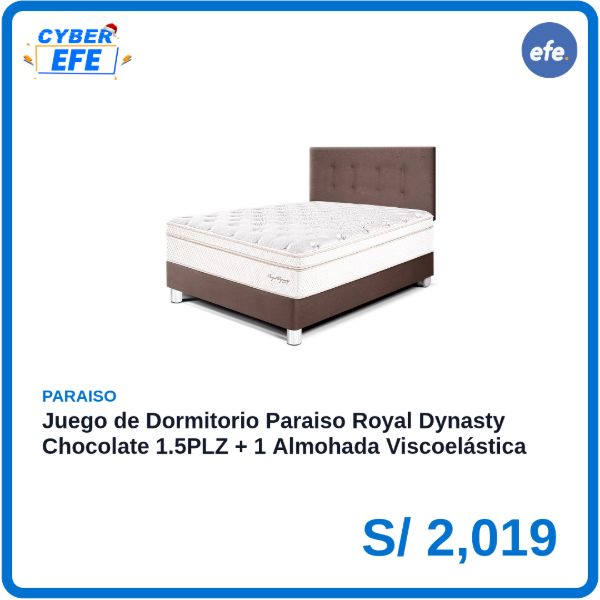 CYBER
EFE
efe.
PARAISO
Juego de Dormitorio Paraiso Royal Dynasty
Chocolate 1.5PLZ + 1 Almohada Viscoelástica
S/ 2,019